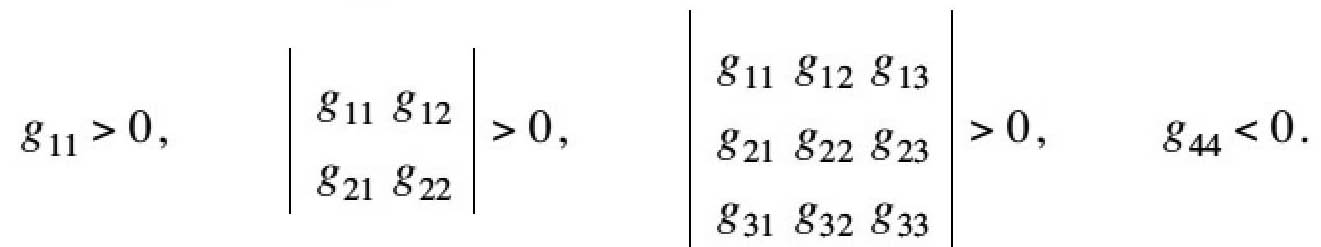 g₁₁ > 0, | g₁₁ g₁₂ | > 0, | g₁₁ g₁₂ g₁₃ | > 0, g₄₄ < 0.
| g₂₁ g₂₂ | | g₂₁ g₂₂ g₂₃ |
| g₃₁ g₃₂ g₃₃ |